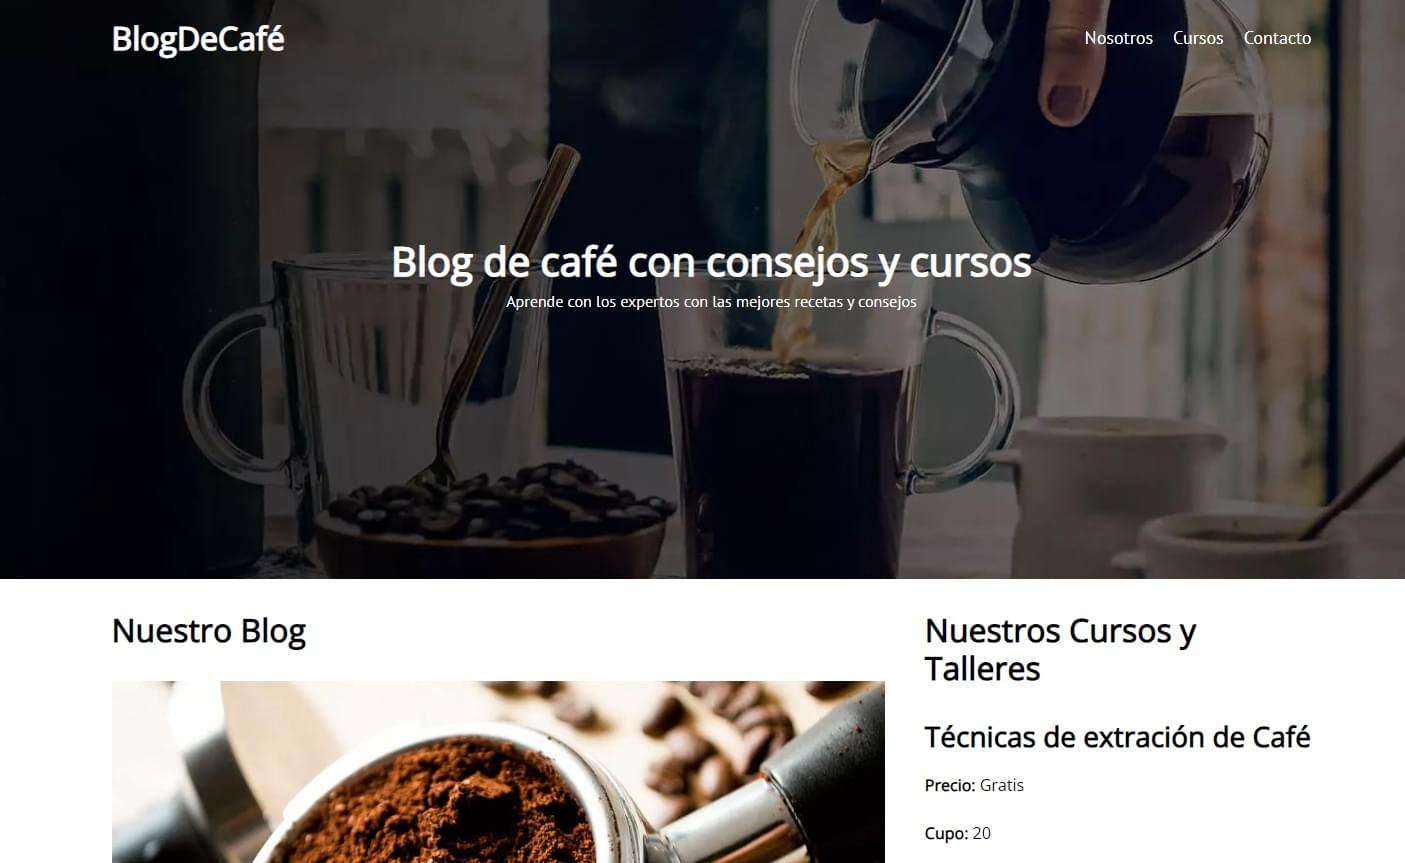 BlogDeCafé
Nosotros Cursos Contacto
Blog de café con consejos y cursos
Aprende con los expertos con las mejores recetas y consejos
Nuestro Blog
Nuestros Cursos y
Talleres
Técnicas de extración de Café
Precio: Gratis
Cupo: 20